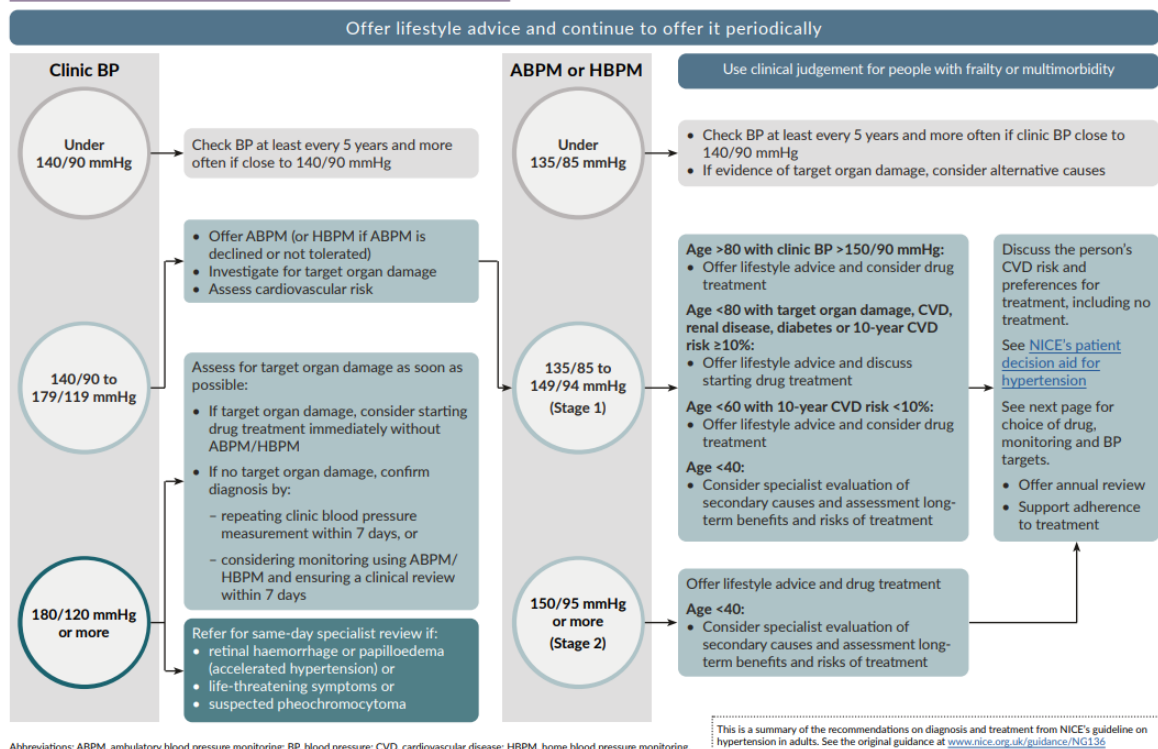 Offer lifestyle advice and continue to offer it periodically
Clinic BP
Under
140/90 mmHg
Check BP at least every 5 years and more
often if close to 140/90 mmHg
140/90 to
179/119 mmHg
• Offer ABPM (or HBPM if ABPM is
declined or not tolerated)
• Investigate for target organ damage
• Assess cardiovascular risk
180/120 mmHg
or more
Assess for target organ damage as soon as
possible:
• If target organ damage, consider starting
drug treatment immediately without
ABPM/HBPM
• If no target organ damage, confirm
diagnosis by:
– repeating clinic blood pressure
measurement within 7 days, or
– considering monitoring using ABPM/
HBPM and ensuring a clinical review
within 7 days
Refer for same-day specialist review if:
• retinal haemorrhage or papilloedema
(accelerated hypertension) or
• life-threatening symptoms or
• suspected pheochromocytoma
ABPM or HBPM
Use clinical judgement for people with frailty or multimorbidity
Under
135/85 mmHg
• Check BP at least every 5 years and more often if clinic BP close to
140/90 mmHg
• If evidence of target organ damage, consider alternative causes
135/85 to
149/94 mmHg
(Stage 1)
Age >80 with clinic BP >150/90 mmHg:
• Offer lifestyle advice and consider drug
treatment
Age <80 with target organ damage, CVD,
renal disease, diabetes or 10-year CVD
risk ≥10%:
• Offer lifestyle advice and discuss
starting drug treatment
Age <60 with 10-year CVD risk <10%:
• Offer lifestyle advice and consider drug
treatment
Age <40:
• Consider specialist evaluation of
secondary causes and assessment long-
term benefits and risks of treatment
Discuss the person's
CVD risk and
preferences for
treatment, including no
treatment.
See NICE's patient
decision aid for
hypertension
See next page for
choice of drug,
monitoring and BP
targets.
• Offer annual review
• Support adherence
to treatment
150/95 mmHg
or more
(Stage 2)
Offer lifestyle advice and drug treatment
Age <40:
• Consider specialist evaluation of
secondary causes and assessment long-
term benefits and risks of treatment
This is a summary of the recommendations on diagnosis and treatment from NICE's guideline on
hypertension in adults. See the original guidance at www.nice.org.uk/guidance/NG136
Abbreviations: ABPM, ambulatory blood pressure monitoring; BP, blood pressure; CVD, cardiovascular disease; HBPM, home blood pressure monitoring